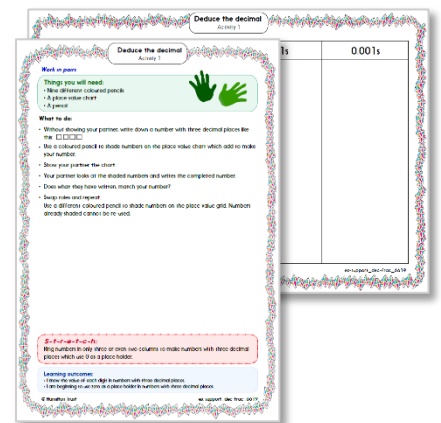 Deduce the decimal
Activity 1
1s
0.001s
ex-support_dec-frac_6619
Deduce the decimal
Activity 1
Work in pairs
Things you will need:
• Nine different coloured pencils
• A place value chart
• A pencil
What to do:
• Without showing your partner, write down a number with three decimal places like
this: □.□□□
• Use a coloured pencil to shade numbers on the place value chart which add to make
your number.
• Show your partner the chart.
• Your partner looks at the shaded numbers and writes the completed number.
• Does what they have written, match your number?
• Swap roles and repeat.
Use a different coloured pencil to shade numbers on the place value grid. Numbers
already shaded cannot be re-used.
S-t-r-e-t-c-h:
Ring numbers in only three or even two columns to make numbers with three decimal
places which use 0 as a place holder.
Learning outcomes:
• I know the value of each digit in numbers with three decimal places.
• I am beginning to use zero as a place holder in numbers with three decimal places.
© Hamilton Trust
ex-support_dec-frac_6619